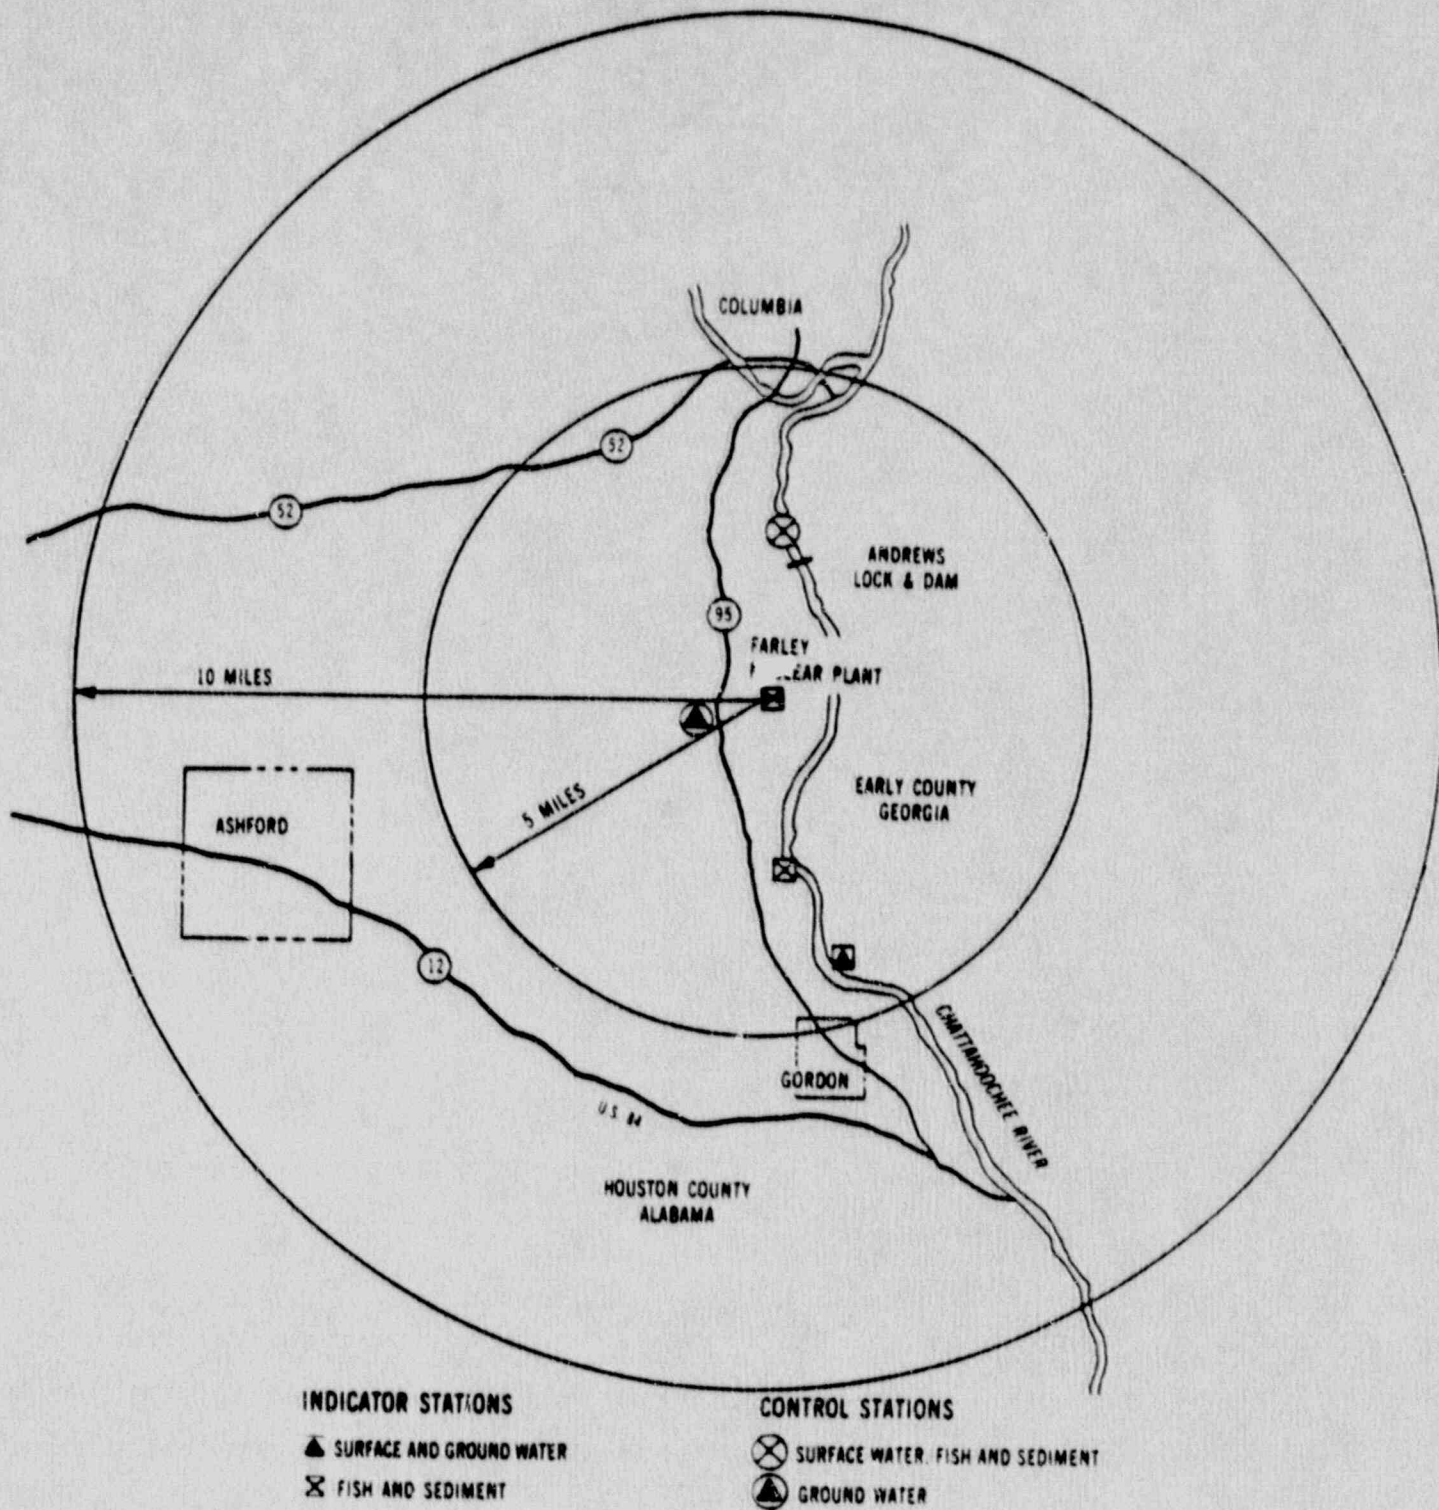 COLUMBIA
52
52
ANDREWS
LOCK & DAM
95
FARLEY
PLANT
10 MILES
5 MILES
EARLY COUNTY
GEORGIA
ASHFORD
12
GORDON
CHATTAHOOCHEE RIVER
U.S. 84
HOUSTON COUNTY
ALABAMA
INDICATOR STATIONS
SURFACE AND GROUND WATER
FISH AND SEDIMENT
CONTROL STATIONS
SURFACE WATER, FISH AND SEDIMENT
GROUND WATER